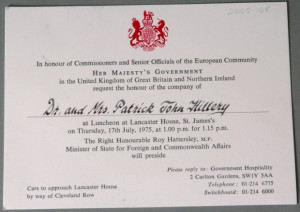 2005-168
In honour of Commissioners and Senior Officials of the European Community
HER MAJESTY'S GOVERNMENT
in the United Kingdom of Great Britain and Northern Ireland
request the honour of the company of
Dr. and Mrs. Patrick John Hillery
at Luncheon at Lancaster House, St. James's
on Thursday, 17th July, 1975, at 1.00 p.m. for 1.15 p.m.
The Right Honourable Roy Hattersley, M.P.
Minister of State for Foreign and Commonwealth Affairs
will preside
Please reply to: Government Hospitality
2 Carlton Gardens, SW1Y 5AA
Telephone: 01-214 6775
Switchboard: 01-214 6000
Cars to approach Lancaster House
by way of Cleveland Row